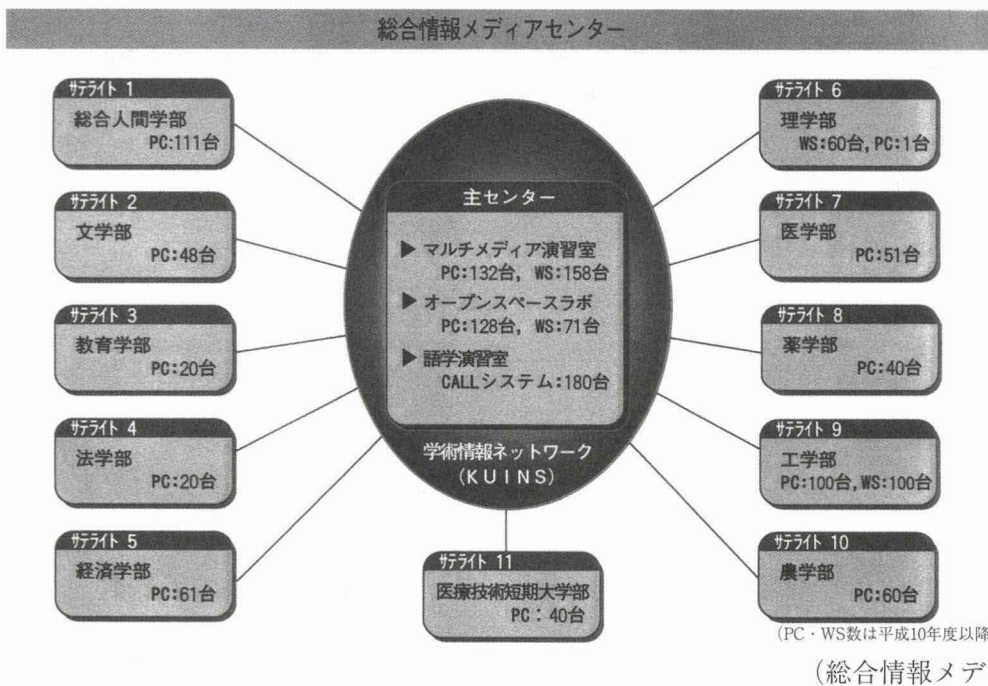 総合情報メディアセンター
サテライト 1
総合人間学部
PC:111台
サテライト 2
文学部
PC:48台
サテライト 3
教育学部
PC:20台
サテライト 4
法学部
PC:20台
サテライト 5
経済学部
PC:61台
主センター
▶ マルチメディア演習室
PC:132台, WS:158台
▶ オープンスペースラボ
PC:128台, WS:71台
▶ 語学演習室
CALLシステム:180台
学術情報ネットワーク
(KUINS)
サテライト 11
医療技術短期大学部
PC：40台
サテライト 6
理学部
WS:60台, PC:1台
サテライト 7
医学部
PC:51台
サテライト 8
薬学部
PC:40台
サテライト 9
工学部
PC:100台, WS:100台
サテライト 10
農学部
PC:60台
(PC・WS数は平成10年度以降
(総合情報メデ